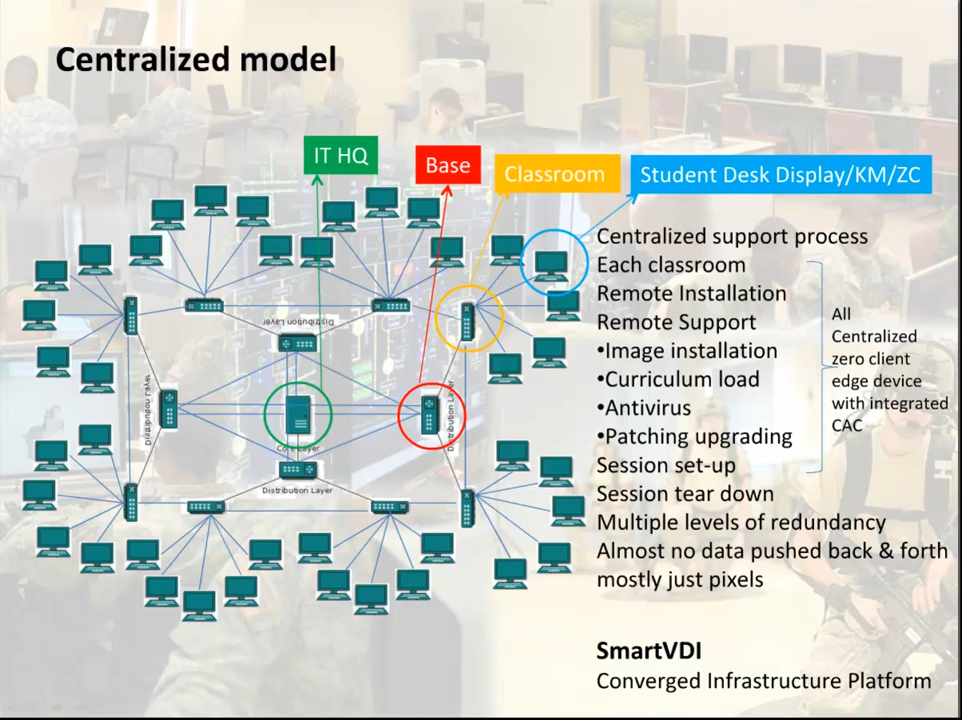 Centralized model
IT HQ
Base
Classroom
Student Desk Display/KM/ZC
Centralized support process
Each classroom
Remote Installation
Remote Support
•Image installation
•Curriculum load
•Antivirus
•Patching upgrading
Session set-up
Session tear down
Multiple levels of redundancy
Almost no data pushed back & forth
mostly just pixels
All
Centralized
zero client
edge device
with integrated
CAC
Distribution Layer
Distribution Layer
Distribution Layer
Core Layer
Distribution Layer
SmartVDI
Converged Infrastructure Platform